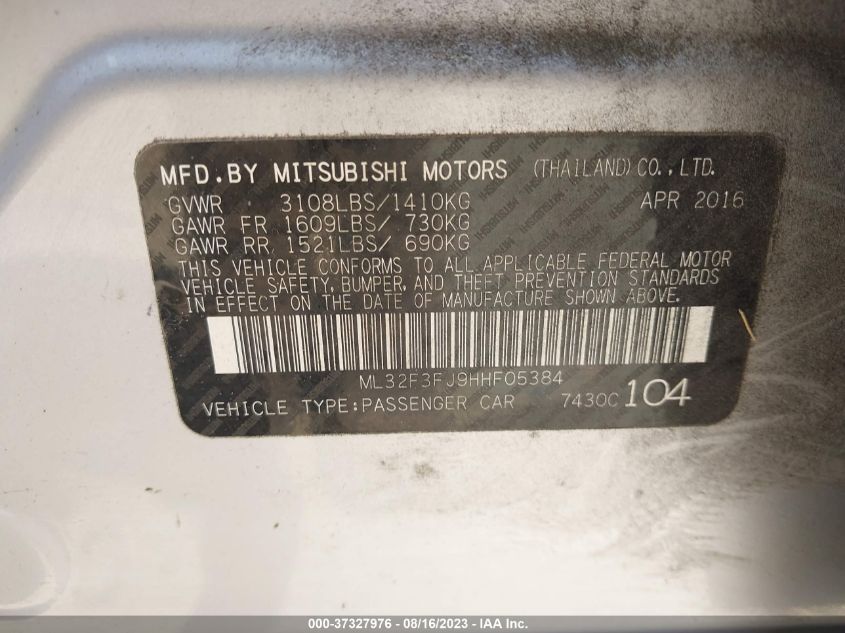 MFD.BY MITSUBISHI MOTORS (THAILAND) CO., LTD.
GVWR : 3108LBS/1410KG APR 2016
GAWR FR 1609LBS/ 730KG
GAWR RR 1521LBS/ 690KG
THIS VEHICLE CONFORMS TO ALL APPLICABLE FEDERAL MOTOR
VEHICLE SAFETY, BUMPER, AND THEFT PREVENTION STANDARDS
IN EFFECT ON THE DATE OF MANUFACTURE SHOWN ABOVE.
ML32F3FJ9HHF05384
VEHICLE TYPE:PASSENGER CAR 7430C 104
000-37327976 - 08/16/2023 - IAA Inc.